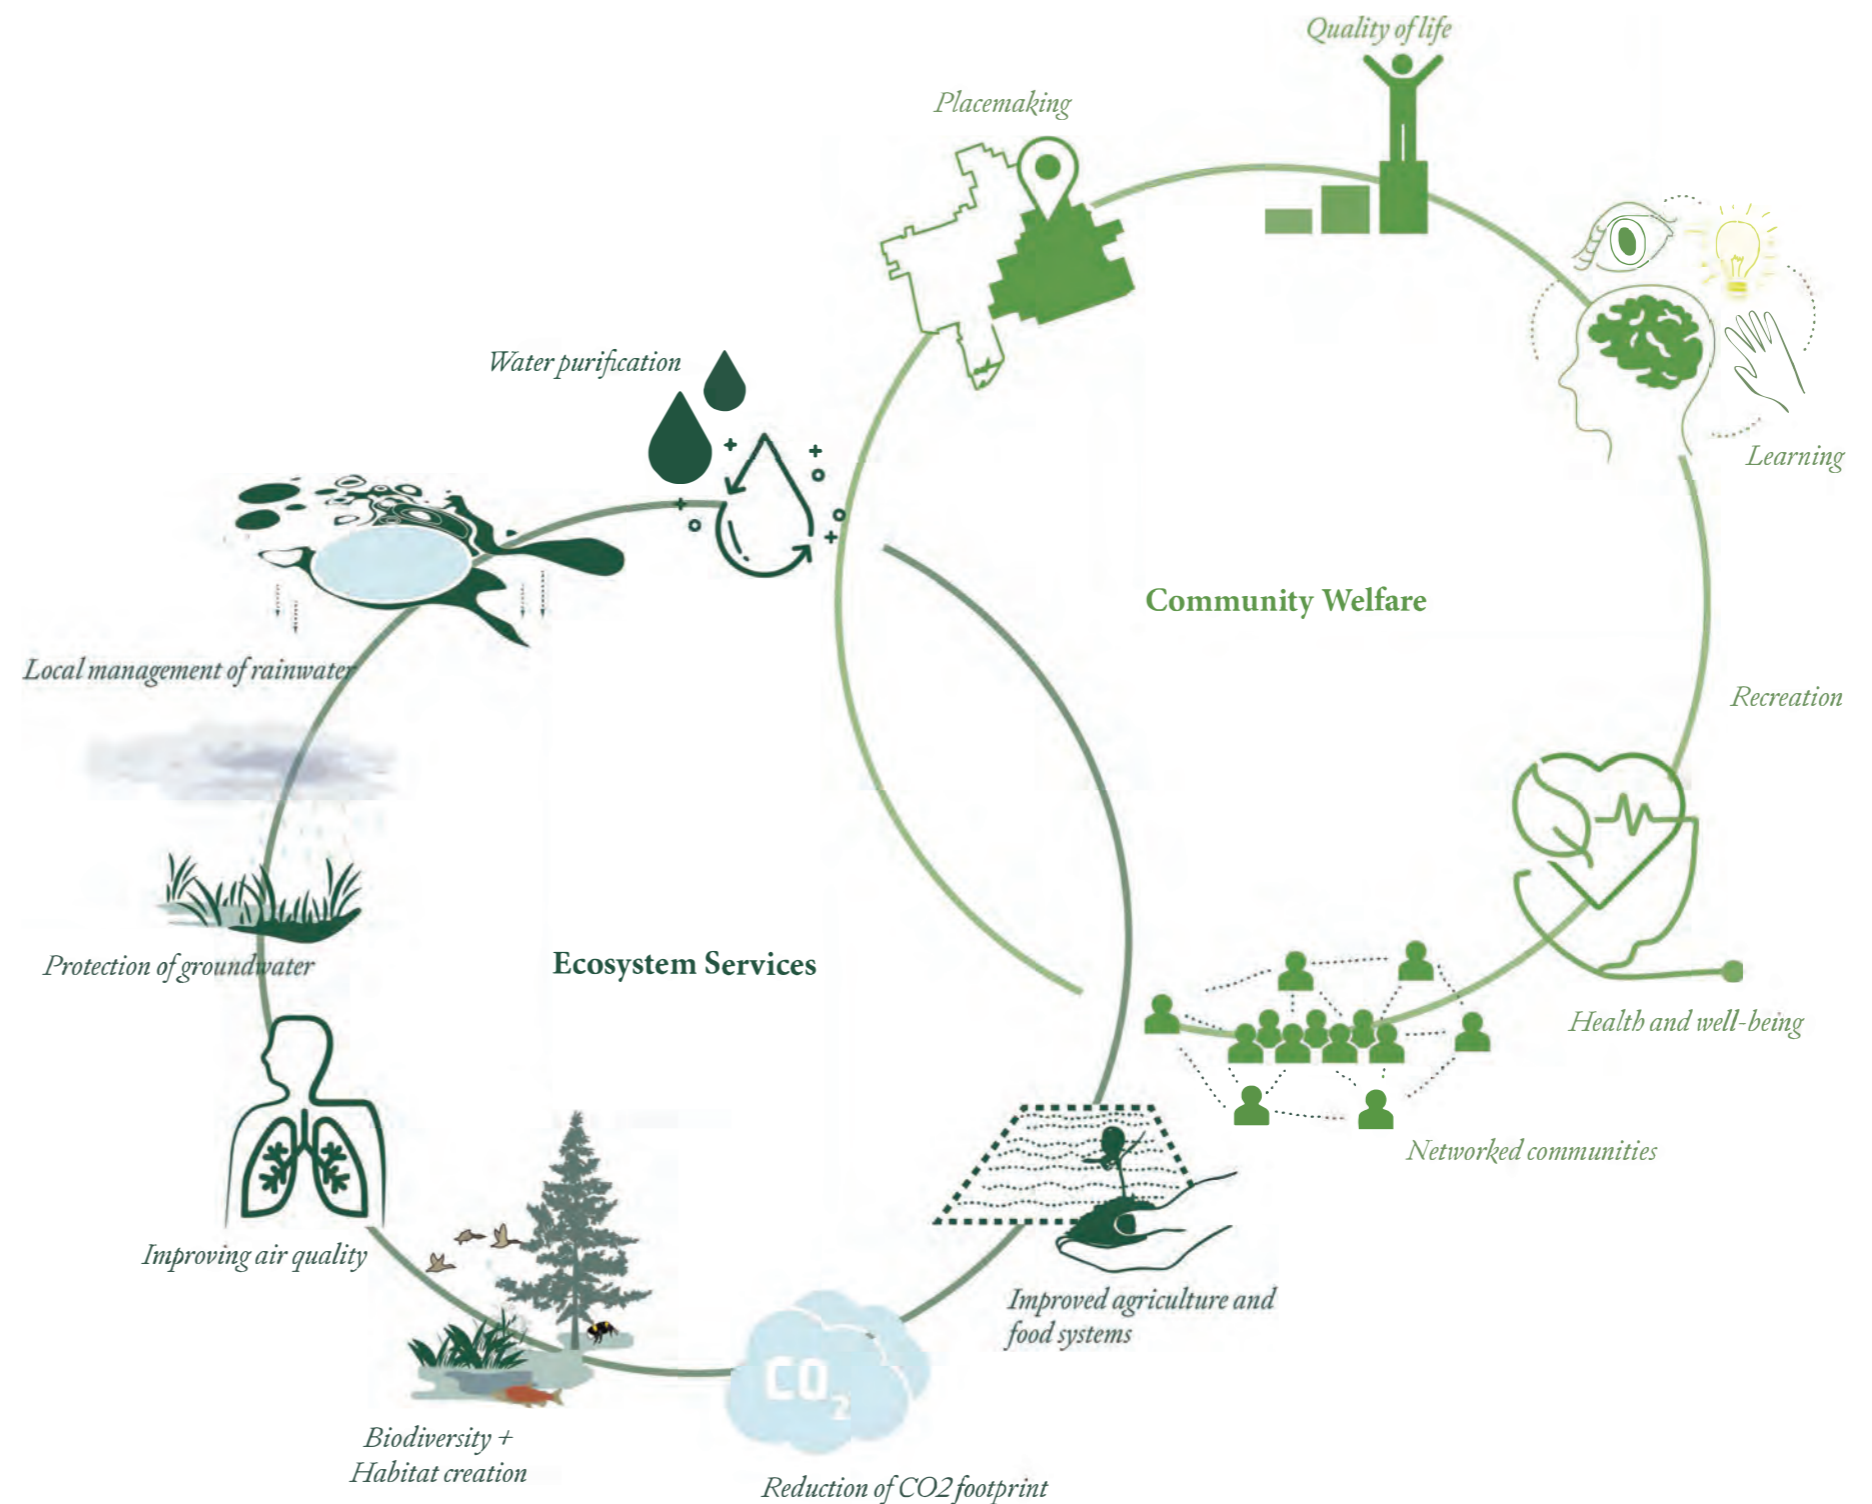 Quality of life
Placemaking
Water purification
Learning
Community Welfare
Local management of rainwater
Recreation
Protection of groundwater
Ecosystem Services
Health and well-being
Networked communities
Improving air quality
Improved agriculture and
food systems
CO2
Biodiversity +
Habitat creation
Reduction of CO2 footprint